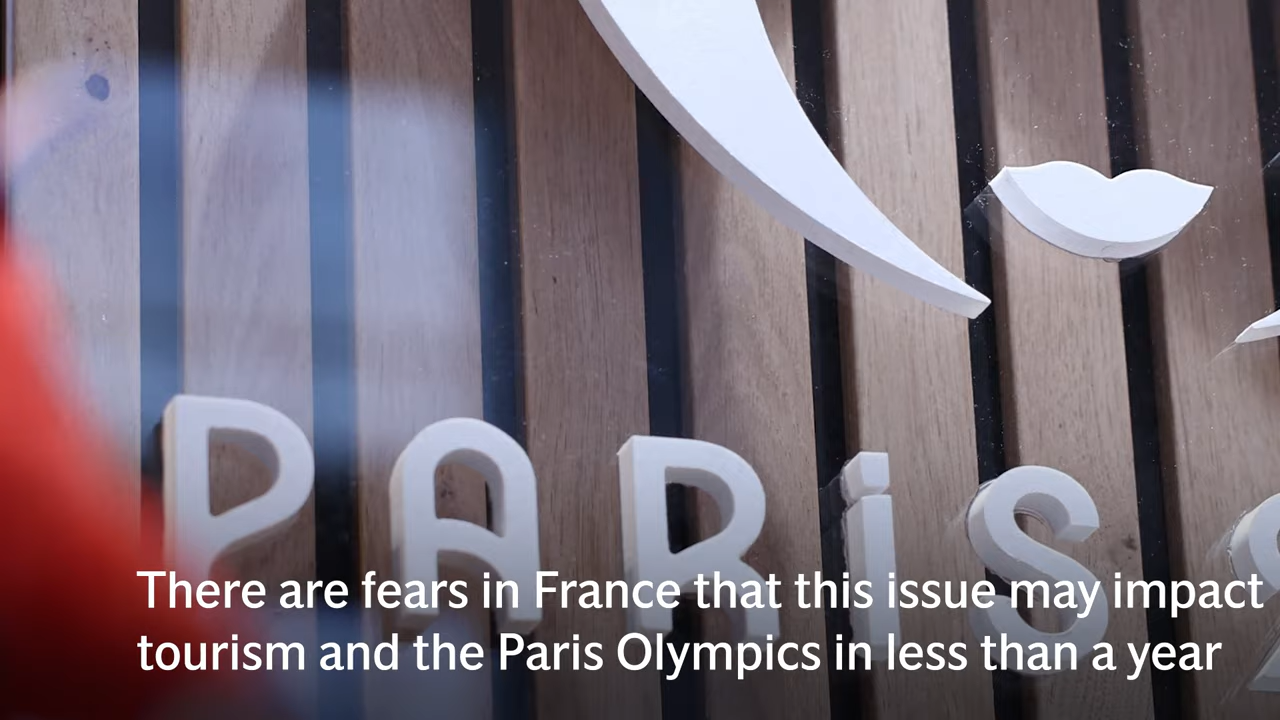 PARiS
There are fears in France that this issue may impact
tourism and the Paris Olympics in less than a year